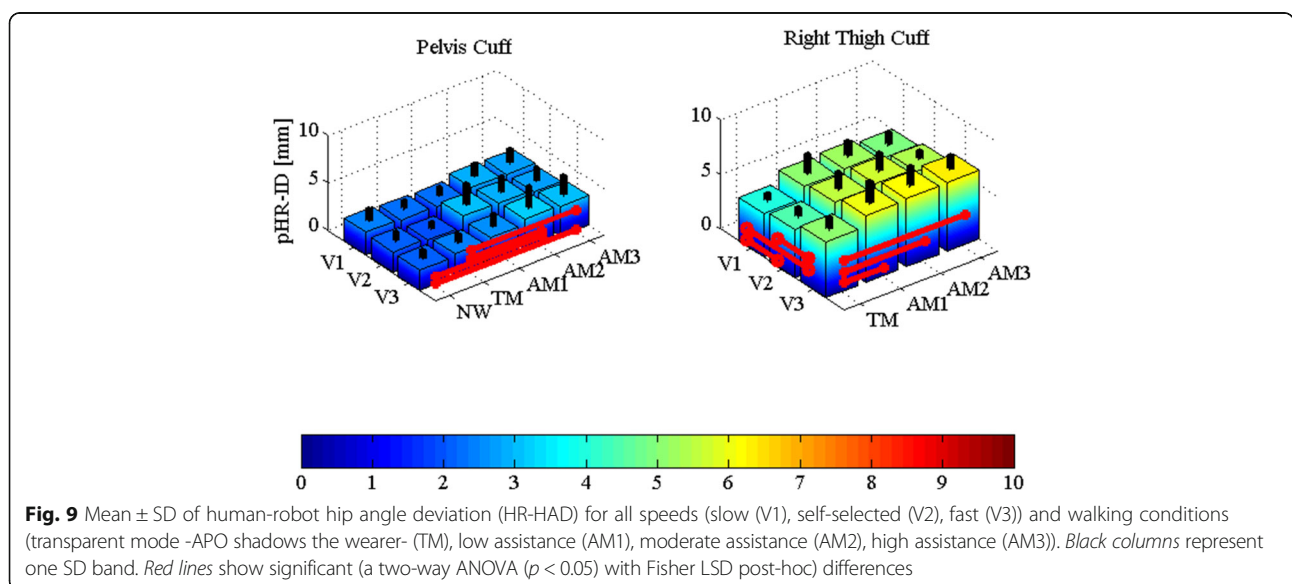 Pelvis Cuff
Right Thigh Cuff
pHR-ID [mm]
10
5
0
V1
V2
V3
NW
TM
AM1
AM2
AM3
10
5
0
V1
V2
V3
TM
AM1
AM2
AM3
0 1 2 3 4 5 6 7 8 9 10
Fig. 9 Mean ± SD of human-robot hip angle deviation (HR-HAD) for all speeds (slow (V1), self-selected (V2), fast (V3)) and walking conditions
(transparent mode -APO shadows the wearer- (TM), low assistance (AM1), moderate assistance (AM2), high assistance (AM3)). Black columns represent
one SD band. Red lines show significant (a two-way ANOVA (p < 0.05) with Fisher LSD post-hoc) differences